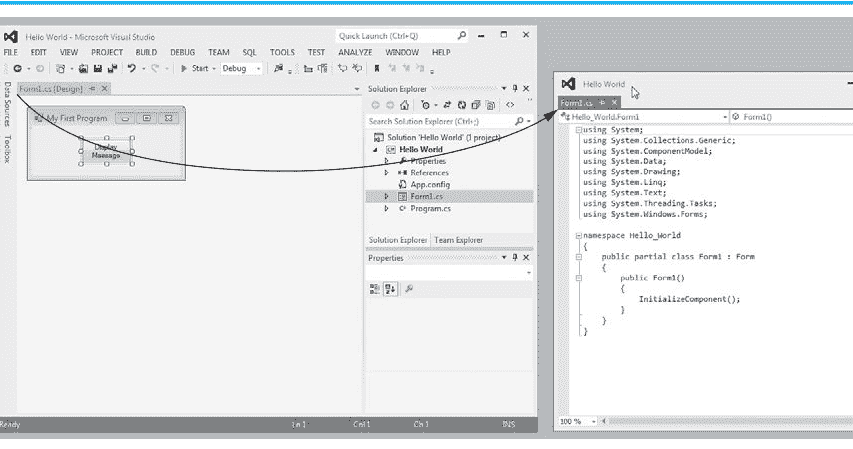 Hello World - Microsoft Visual Studio
Quick Launch (Ctrl+Q)
FILE EDIT VIEW PROJECT BUILD DEBUG TEAM SQL TOOLS TEST ANALYZE WINDOW HELP
Start Debug
Data Sources
Toolbox
Form1.cs [Design]
My First Program
Display
Message
Solution Explorer
Search Solution Explorer (Ctrl+;)
Solution 'Hello World' (1 project)
Hello World
Properties
References
App.config
Form1.cs
Program.cs
Solution Explorer Team Explorer
Properties
Ready Ln 1 Col 1 Ch 1 INS
Hello World
Form1.cs
Hello_World.Form1 Form1()
using System;
using System.Collections.Generic;
using System.ComponentModel;
using System.Data;
using System.Drawing;
using System.Linq;
using System.Text;
using System.Threading.Tasks;
using System.Windows.Forms;
namespace Hello_World
{
public partial class Form1 : Form
{
public Form1()
{
InitializeComponent();
}
}
}
100 %